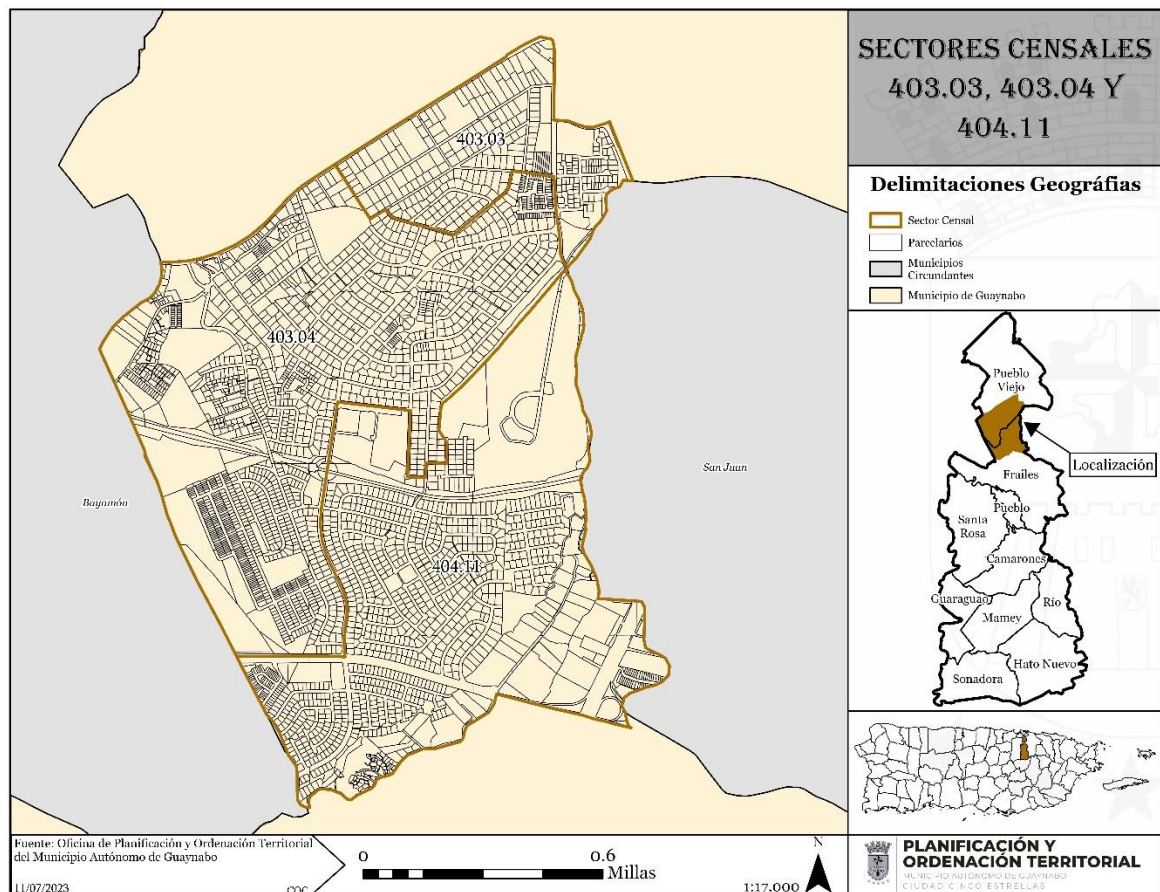 SECTORES CENSALES
403.03, 403.04 Y
404.11
Delimitaciones Geográfias
Sector Censal
Parcelarios
Municipios
Circundantes
Municipio de Guaynabo
403.03
403.04
404.11
Bayamón
San Juan
Pueblo
Viejo
Localización
Frailes
Pueblo
Santa
Rosa
Camarones
Guaraguao
Río
Mamey
Hato Nuevo
Sonadora
Fuente: Oficina de Planificación y Ordenación Territorial
del Municipio Autónomo de Guaynabo
11/07/2023
COC
0 0.6
Millas
N
1:17,000
PLANIFICACIÓN Y
ORDENACIÓN TERRITORIAL
MUNICIPIO AUTÓNOMO DE GUAYNABO
CIUDAD CINCO ESTRELLAS